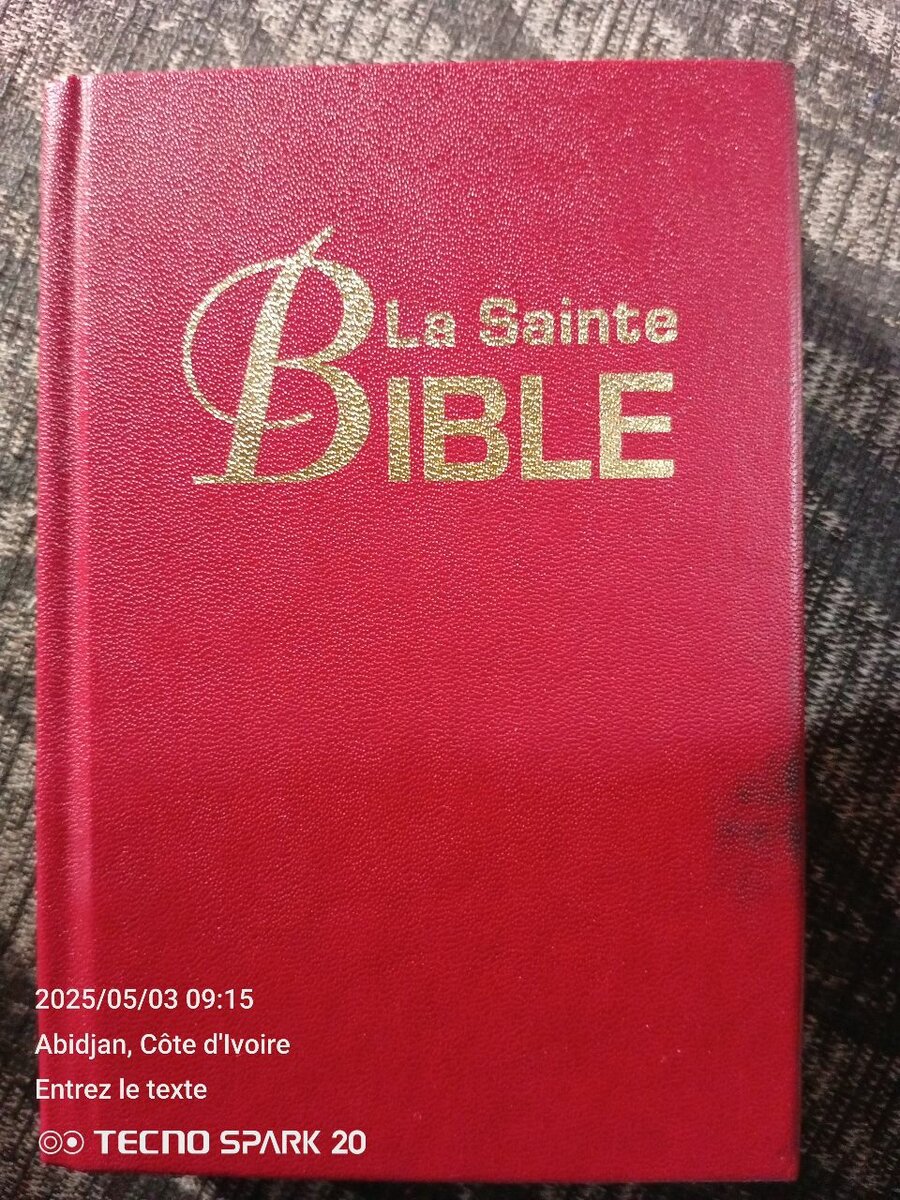 La Sainte
BIBLE
2025/05/03 09:15
Abidjan, Côte d'Ivoire
Entrez le texte
TECNO SPARK 20